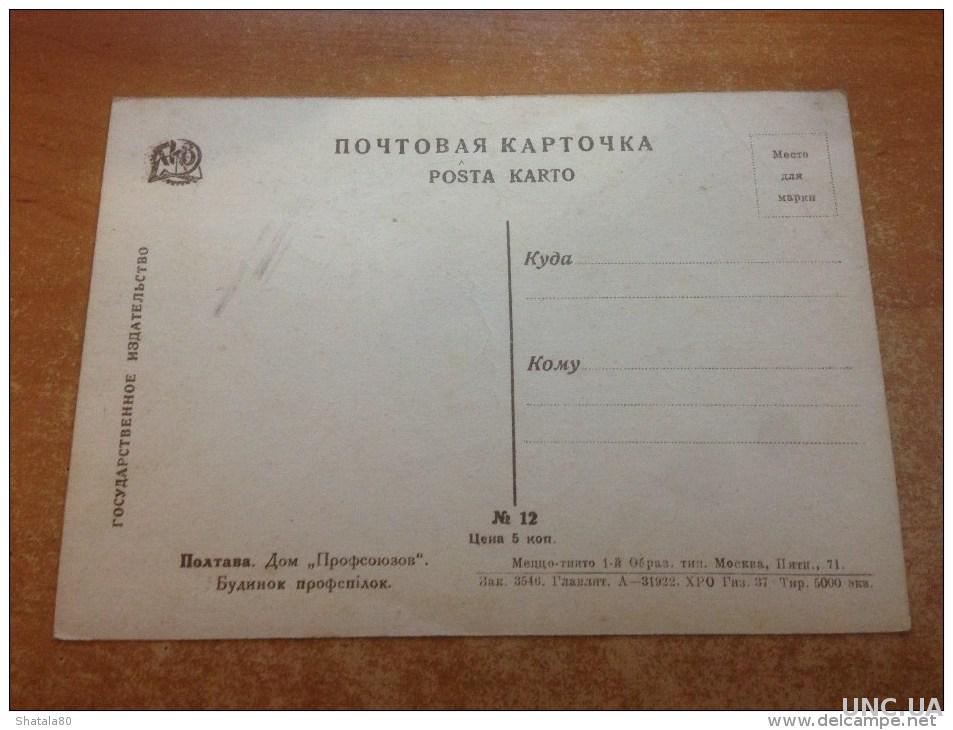 ПОЧТОВАЯ КАРТОЧКА
POŜTA KARTO
Место
для
марки
ГОСУДАРСТВЕННОЕ ИЗДАТЕЛЬСТВО
Куда
Кому
№ 12
Цена 5 коп.
Полтава. Дом „Профсоюзов“.
Будинок профспілок.
Меццо-тинто 1-й Образ. тип. Москва, Пятн., 71.
Зак. 3546. Главлит. А—31922. ХРО Гиз. 37 Тир. 5000 экз.
Shatala80
UNC.UA
delcampe.net